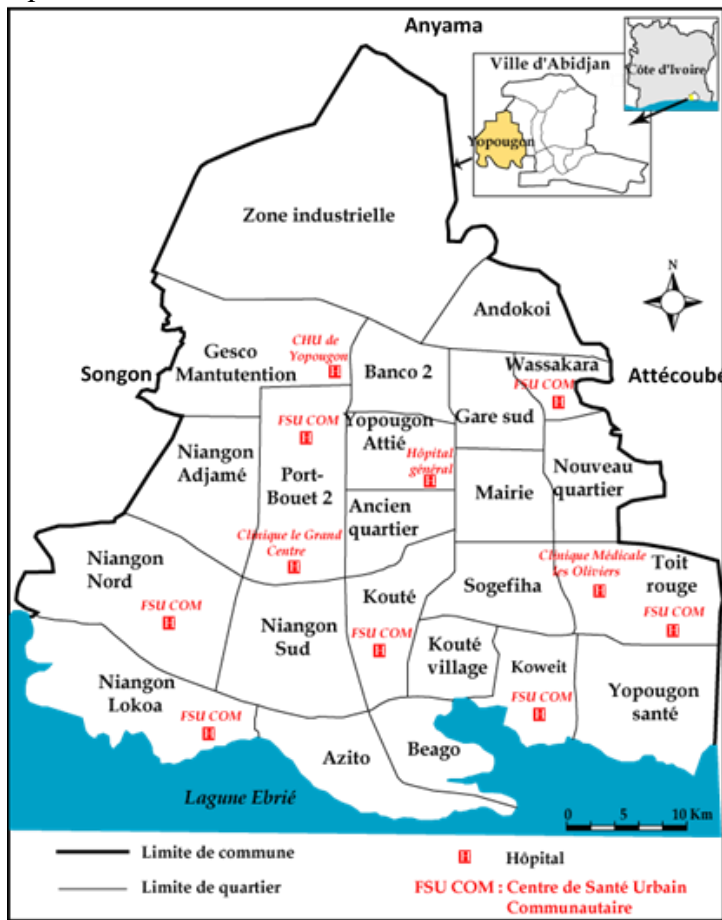 Anyama
Ville d'Abidjan
Côte d'Ivoire
Yopougon
Zone industrielle
N
Andokoi
CHU de
Yopougon
H
Gesco
Mantutention
Songon
Banco 2
Wassakara
FSU COM
H
Attécoubé
Gare sud
FSU COM
H
Yopougon
Attié
Hôpital
général
H
Niangon
Adjamé
Port-
Bouet 2
Mairie
Nouveau
quartier
Ancien
quartier
Clinique le Grand
Centre
H
Niangon
Nord
FSU COM
H
Kouté
FSU COM
H
Sogefiha
Clinique Médicale
les Oliviers
H
Toit
rouge
FSU COM
H
Niangon
Sud
Kouté
village
Koweit
FSU COM
H
Yopougon
santé
Niangon
Lokoa
FSU COM
H
Azito
Beago
Lagune Ebrié
0 5 10 Km
Limite de commune
H Hôpital
Limite de quartier
FSU COM : Centre de Santé Urbain
Communautaire